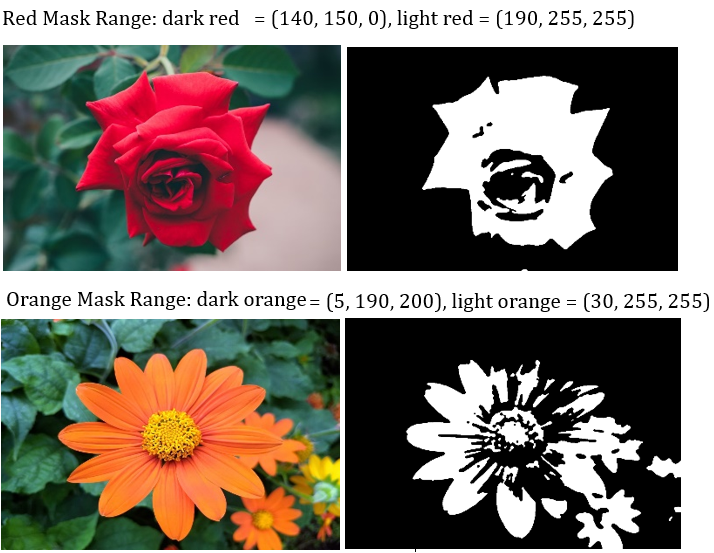 Red Mask Range: dark red = (140, 150, 0), light red = (190, 255, 255)
Orange Mask Range: dark orange = (5, 190, 200), light orange = (30, 255, 255)